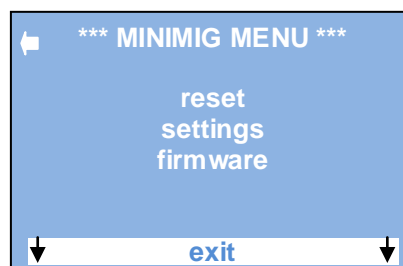 *** MINIMIG MENU ***
reset
settings
firmware
exit